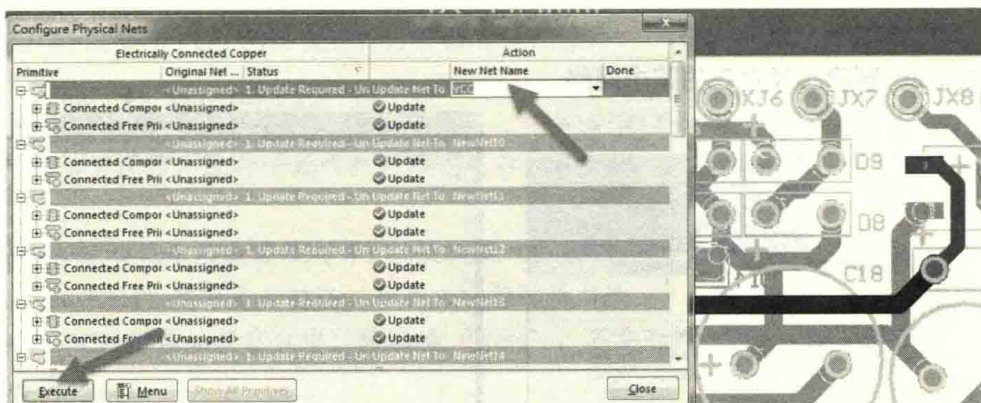 Configure Physical Nets
Electrically Connected Copper Action
Primitive Original Net ... Status New Net Name Done
<Unassigned> 1. Update Required - Un Update Net To VCC
Connected Compor <Unassigned> Update
Connected Free Pri <Unassigned> Update
<Unassigned> 1. Update Required - Un Update Net To NewNet10
Connected Compor <Unassigned> Update
Connected Free Pri <Unassigned> Update
<Unassigned> 1. Update Required - Un Update Net To NewNet11
Connected Compor <Unassigned> Update
Connected Free Pri <Unassigned> Update
<Unassigned> 1. Update Required - Un Update Net To NewNet12
Connected Compor <Unassigned> Update
Connected Free Pri <Unassigned> Update
<Unassigned> 1. Update Required - Un Update Net To NewNet13
Connected Compor <Unassigned> Update
Connected <Unassigned> Update
<Unassigned> 1. Update Required - Un Update Net To NewNet14
Execute Menu Show All Primitives Close
XJ6 JX7 JX8
D9
D8
C18